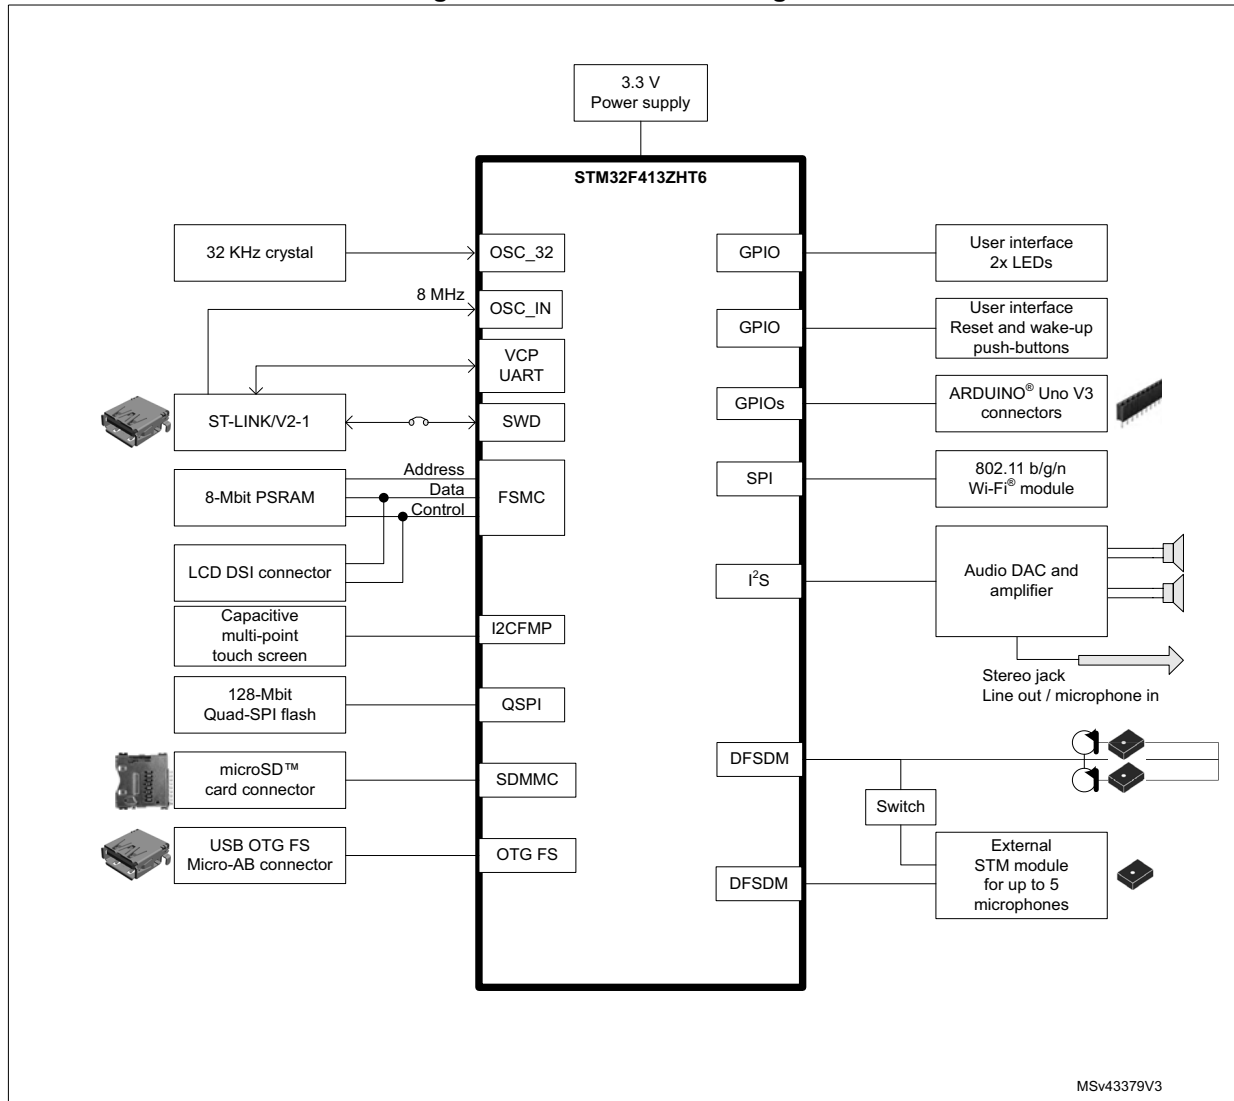 3.3 V
Power supply
STM32F413ZHT6
32 KHz crystal
OSC_32
8 MHz
OSC_IN
VCP
UART
ST-LINK/V2-1
SWD
Address
8-Mbit PSRAM
Data
FSMC
Control
LCD DSI connector
Capacitive
multi-point
touch screen
I2CFMP
128-Mbit
Quad-SPI flash
QSPI
microSD™
card connector
SDMMC
USB OTG FS
Micro-AB connector
OTG FS
GPIO
User interface
2x LEDs
GPIO
User interface
Reset and wake-up
push-buttons
GPIOs
ARDUINO® Uno V3
connectors
SPI
802.11 b/g/n
Wi-Fi® module
I²S
Audio DAC and
amplifier
Stereo jack
Line out / microphone in
DFSDM
Switch
DFSDM
External
STM module
for up to 5
microphones
MSv43379V3